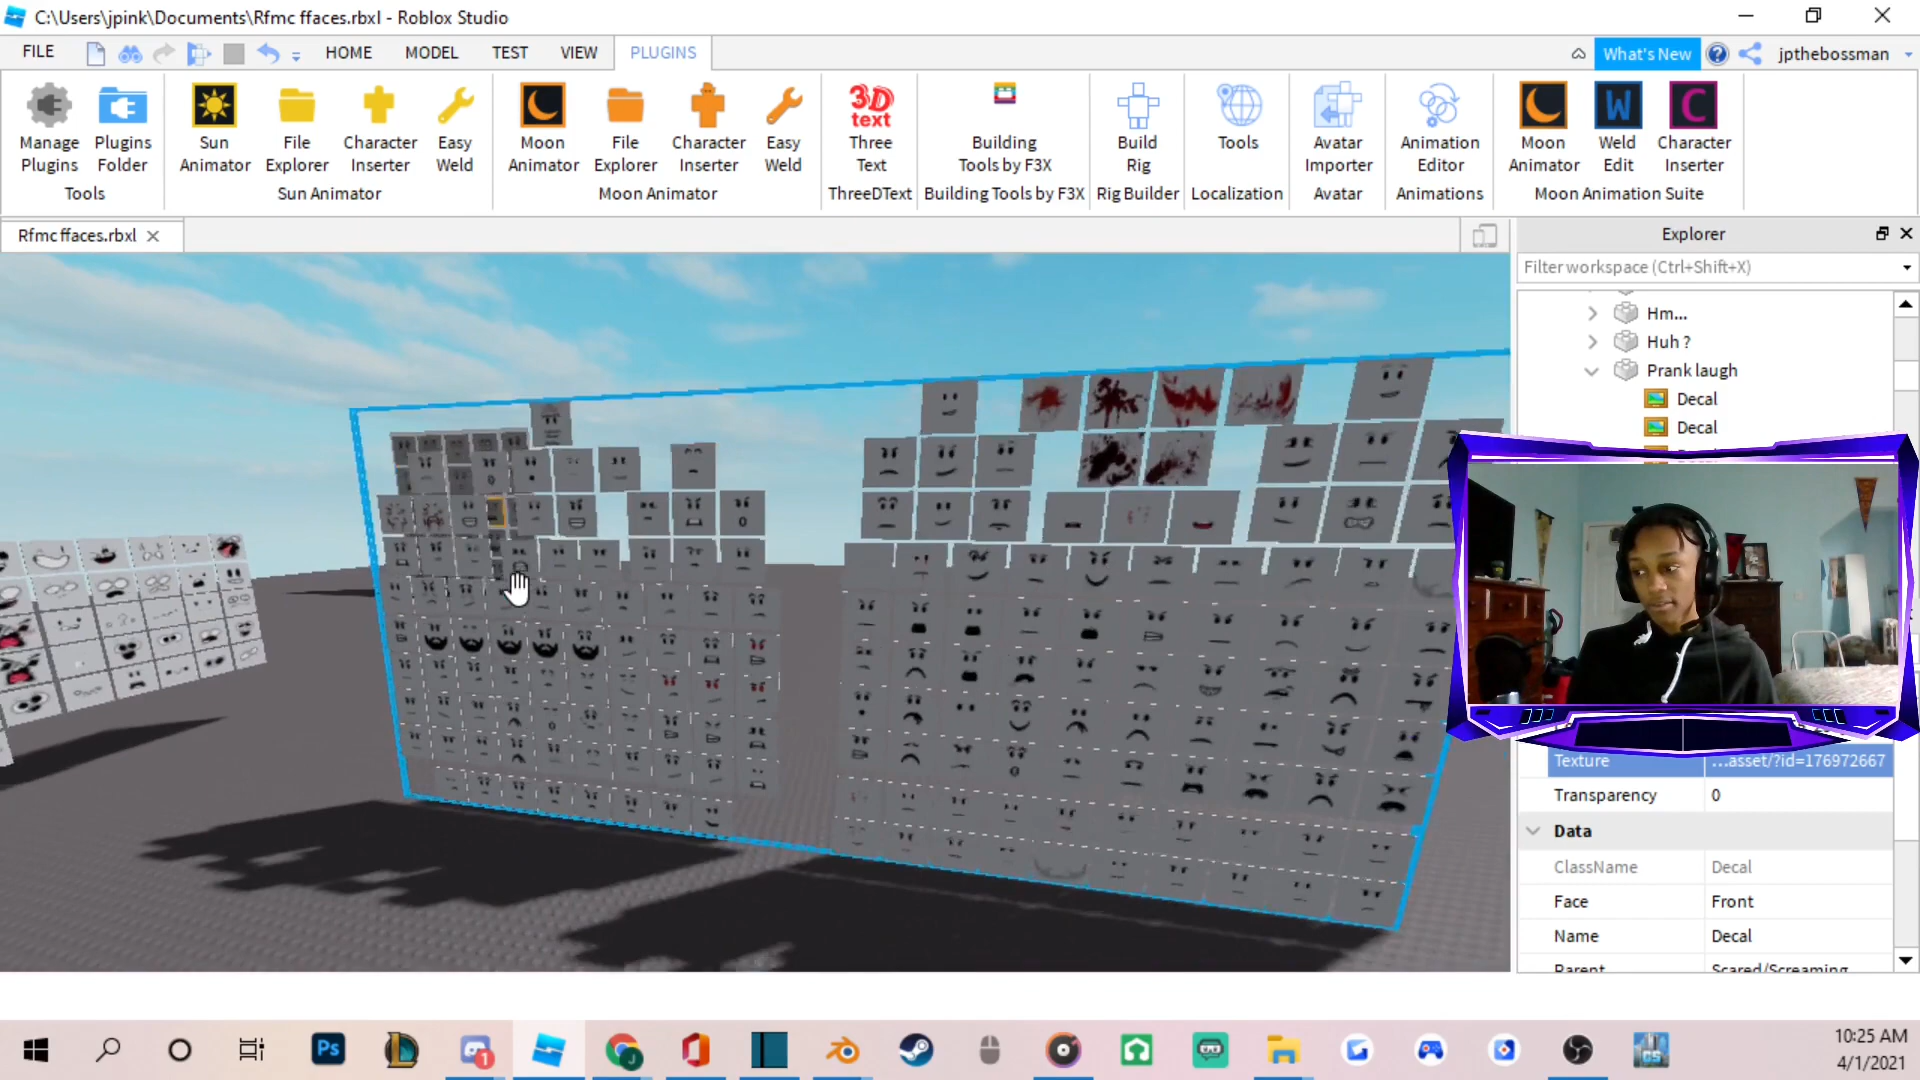 C:\Users\jpink\Documents\Rfmc ffaces.rbxl - Roblox Studio
FILE
HOME
MODEL
TEST
VIEW
PLUGINS
What's New
jpthebossman
Manage Plugins
Plugins Folder
Sun Animator
File Explorer
Character Inserter
Easy Weld
Moon Animator
File Explorer
Character Inserter
Easy Weld
3D text
Three Text
Building Tools by F3X
Build Rig
Tools
Avatar Importer
Animation Editor
Moon Animator
Weld Edit
Character Inserter
Tools
Sun Animator
Moon Animator
ThreeDText
Building Tools by F3X
Rig Builder
Localization
Avatar
Animations
Moon Animation Suite
Rfmc ffaces.rbxl
Explorer
Filter workspace (Ctrl+Shift+X)
Hm...
Huh ?
Prank laugh
Decal
Decal
Texture
...asset/?id=176972667
Transparency
0
Data
ClassName
Decal
Face
Front
Name
Decal
Parent
Scared/Screaming
Ps
1
10:25 AM
4/1/2021